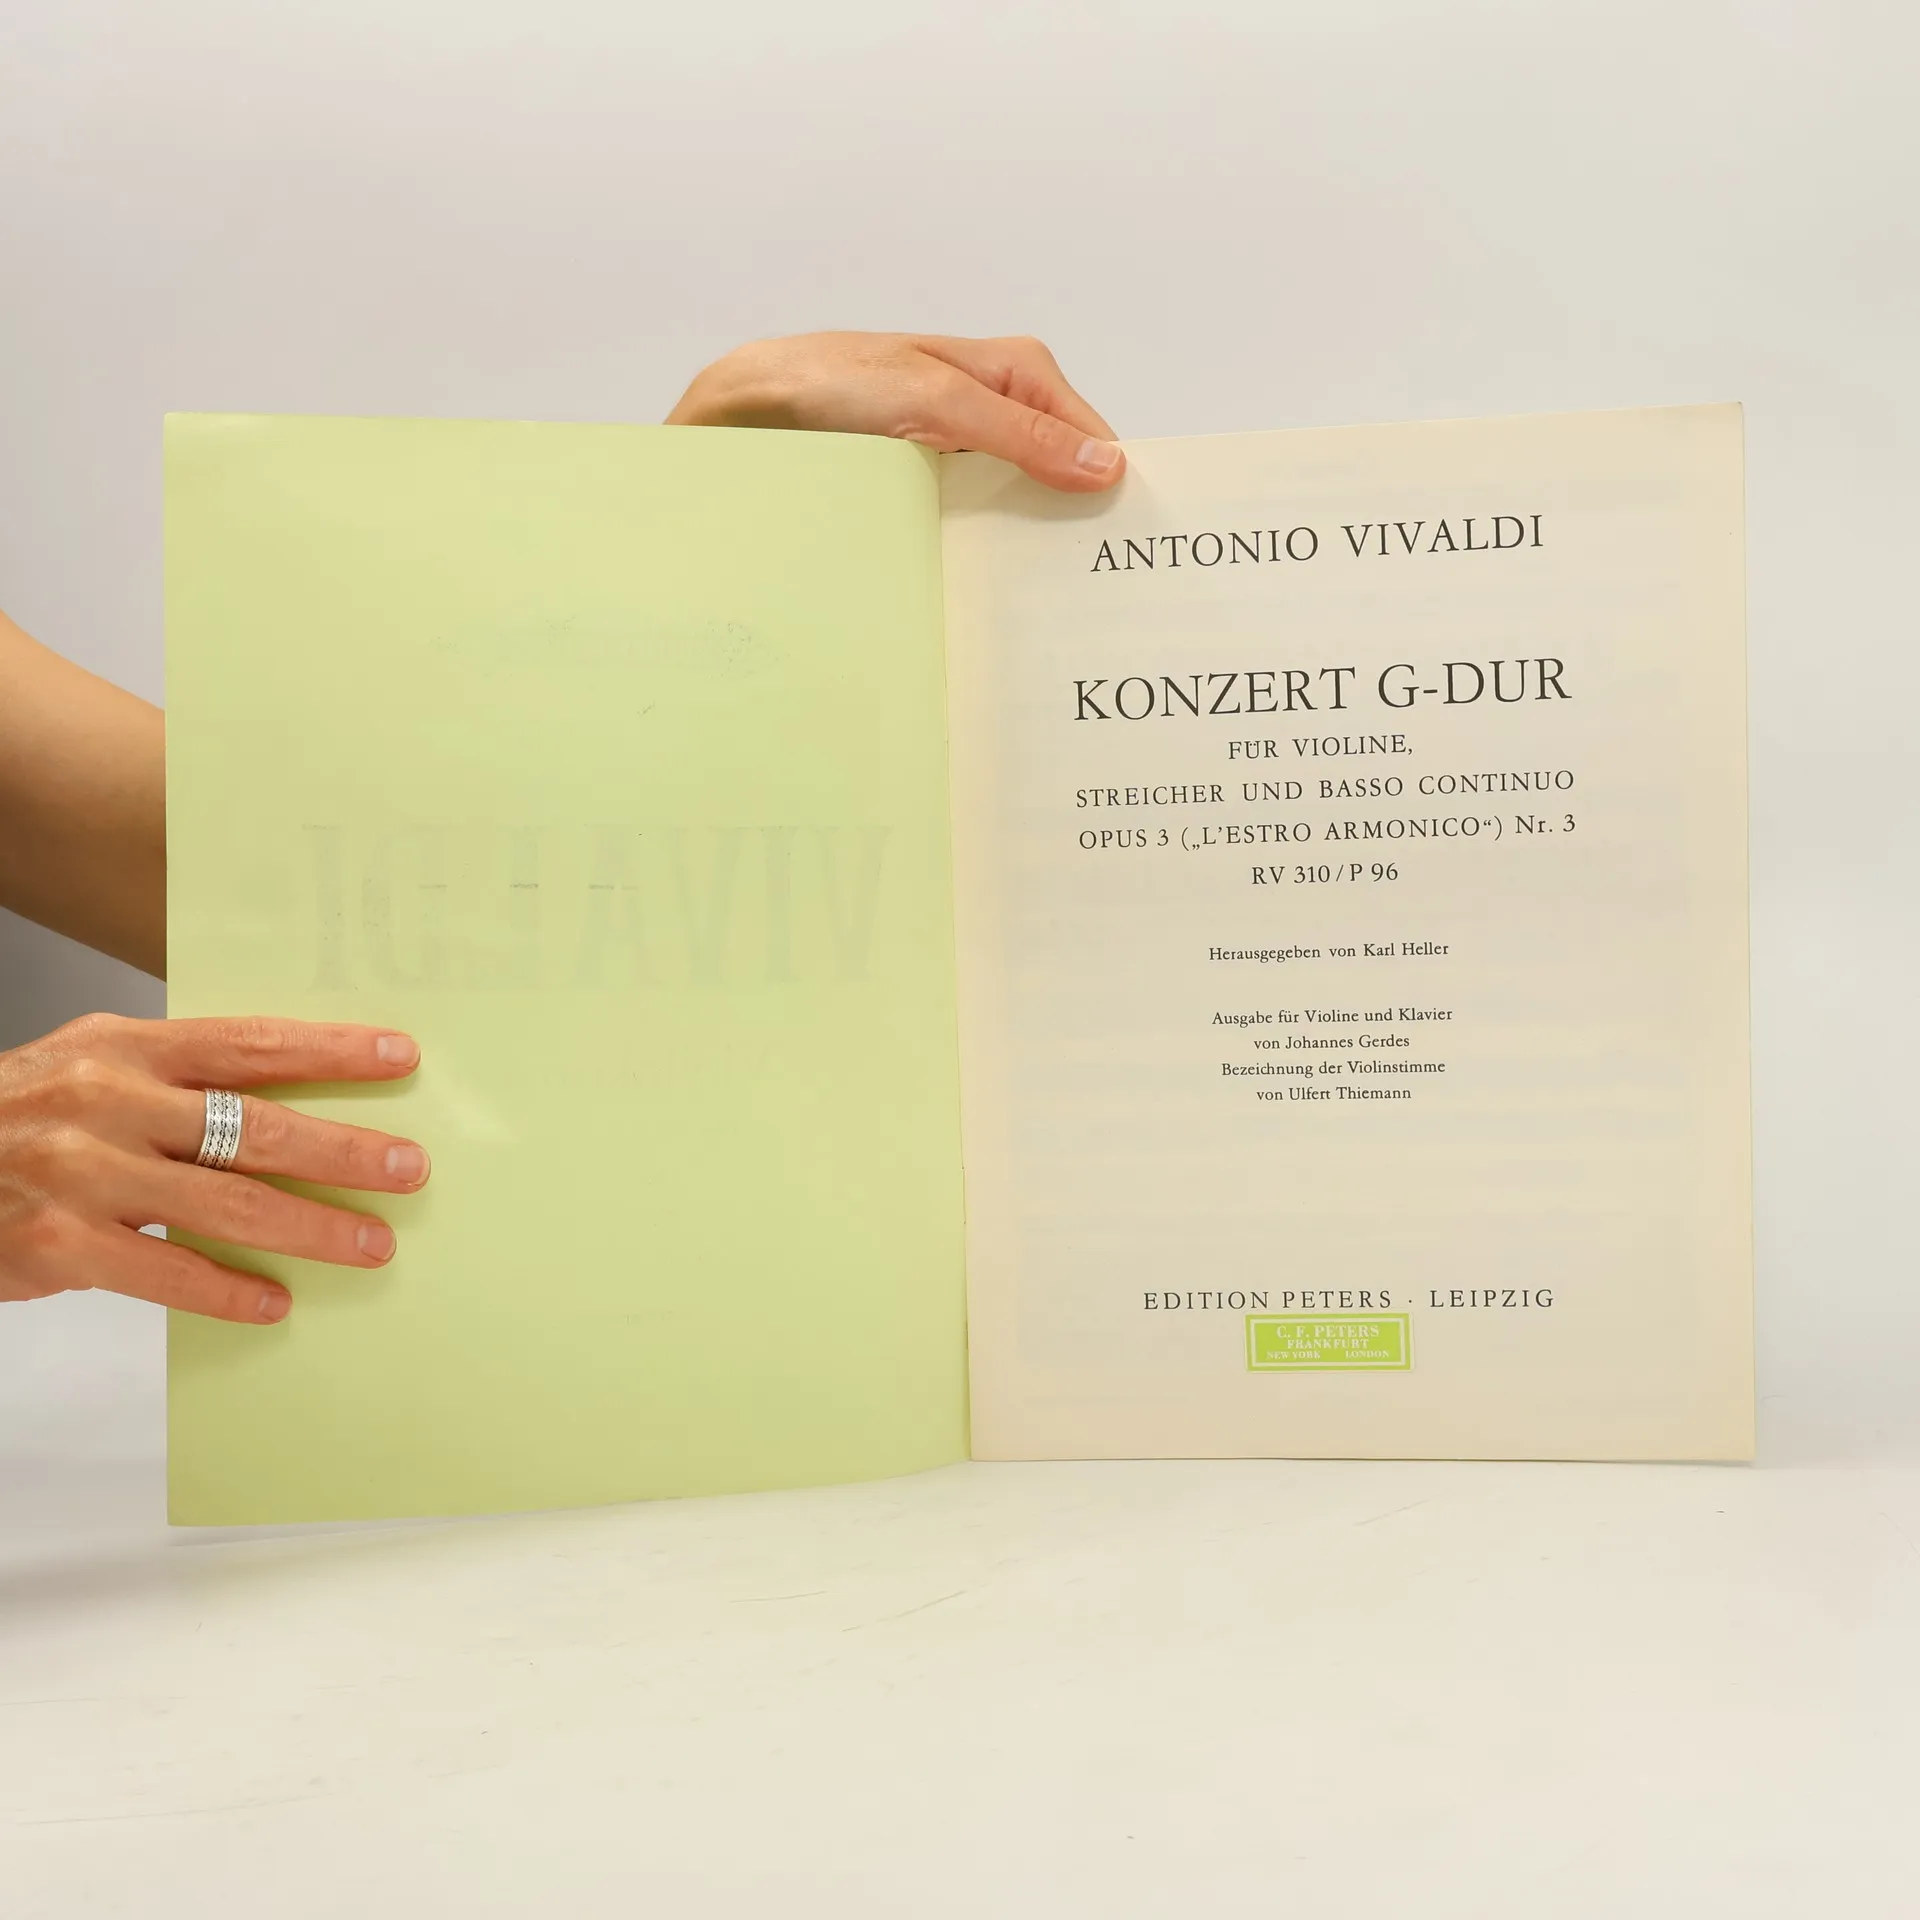 ANTONIO VIVALDI
KONZERT G-DUR
FÜR VIOLINE,
STREICHER UND BASSO CONTINUO
OPUS 3 („L'ESTRO ARMONICO“) Nr. 3
RV 310 / P 96
Herausgegeben von Karl Heller
Ausgabe für Violine und Klavier
von Johannes Gerdes
Bezeichnung der Violinstimme
von Ulfert Thiemann
EDITION PETERS · LEIPZIG
C. F. PETERS
FRANKFURT
NEW YORK LONDON
VIVALDI